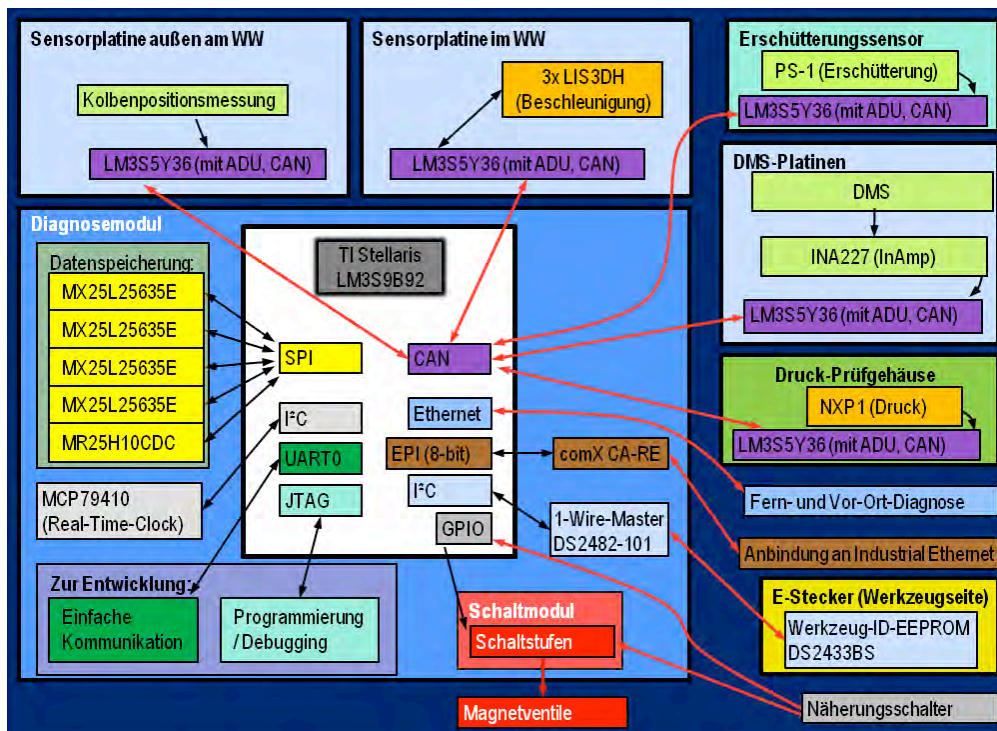 Sensorplatine außen am WW
Kolbenpositionsmessung
LM3S5Y36 (mit ADU, CAN)
Sensorplatine im WW
3x LIS3DH
(Beschleunigung)
LM3S5Y36 (mit ADU, CAN)
Erschütterungssensor
PS-1 (Erschütterung)
LM3S5Y36 (mit ADU, CAN)
DMS-Platinen
DMS
INA227 (InAmp)
LM3S5Y36 (mit ADU, CAN)
Druck-Prüfgehäuse
NXP1 (Druck)
LM3S5Y36 (mit ADU, CAN)
Diagnosemodul
Datenspeicherung:
MX25L25635E
MX25L25635E
MX25L25635E
MX25L25635E
MR25H10CDC
MCP79410
(Real-Time-Clock)
TI Stellaris
LM3S9B92
SPI
I²C
UART0
JTAG
CAN
Ethernet
EPI (8-bit)
I²C
GPIO
comX CA-RE
1-Wire-Master
DS2482-101
Zur Entwicklung:
Einfache
Kommunikation
Programmierung
/Debugging
Schaltmodul
Schaltstufen
Magnetventile
Fern- und Vor-Ort-Diagnose
Anbindung an Industrial Ethernet
E-Stecker (Werkzeugseite)
Werkzeug-ID-EEPROM
DS2433BS
Näherungsschalter